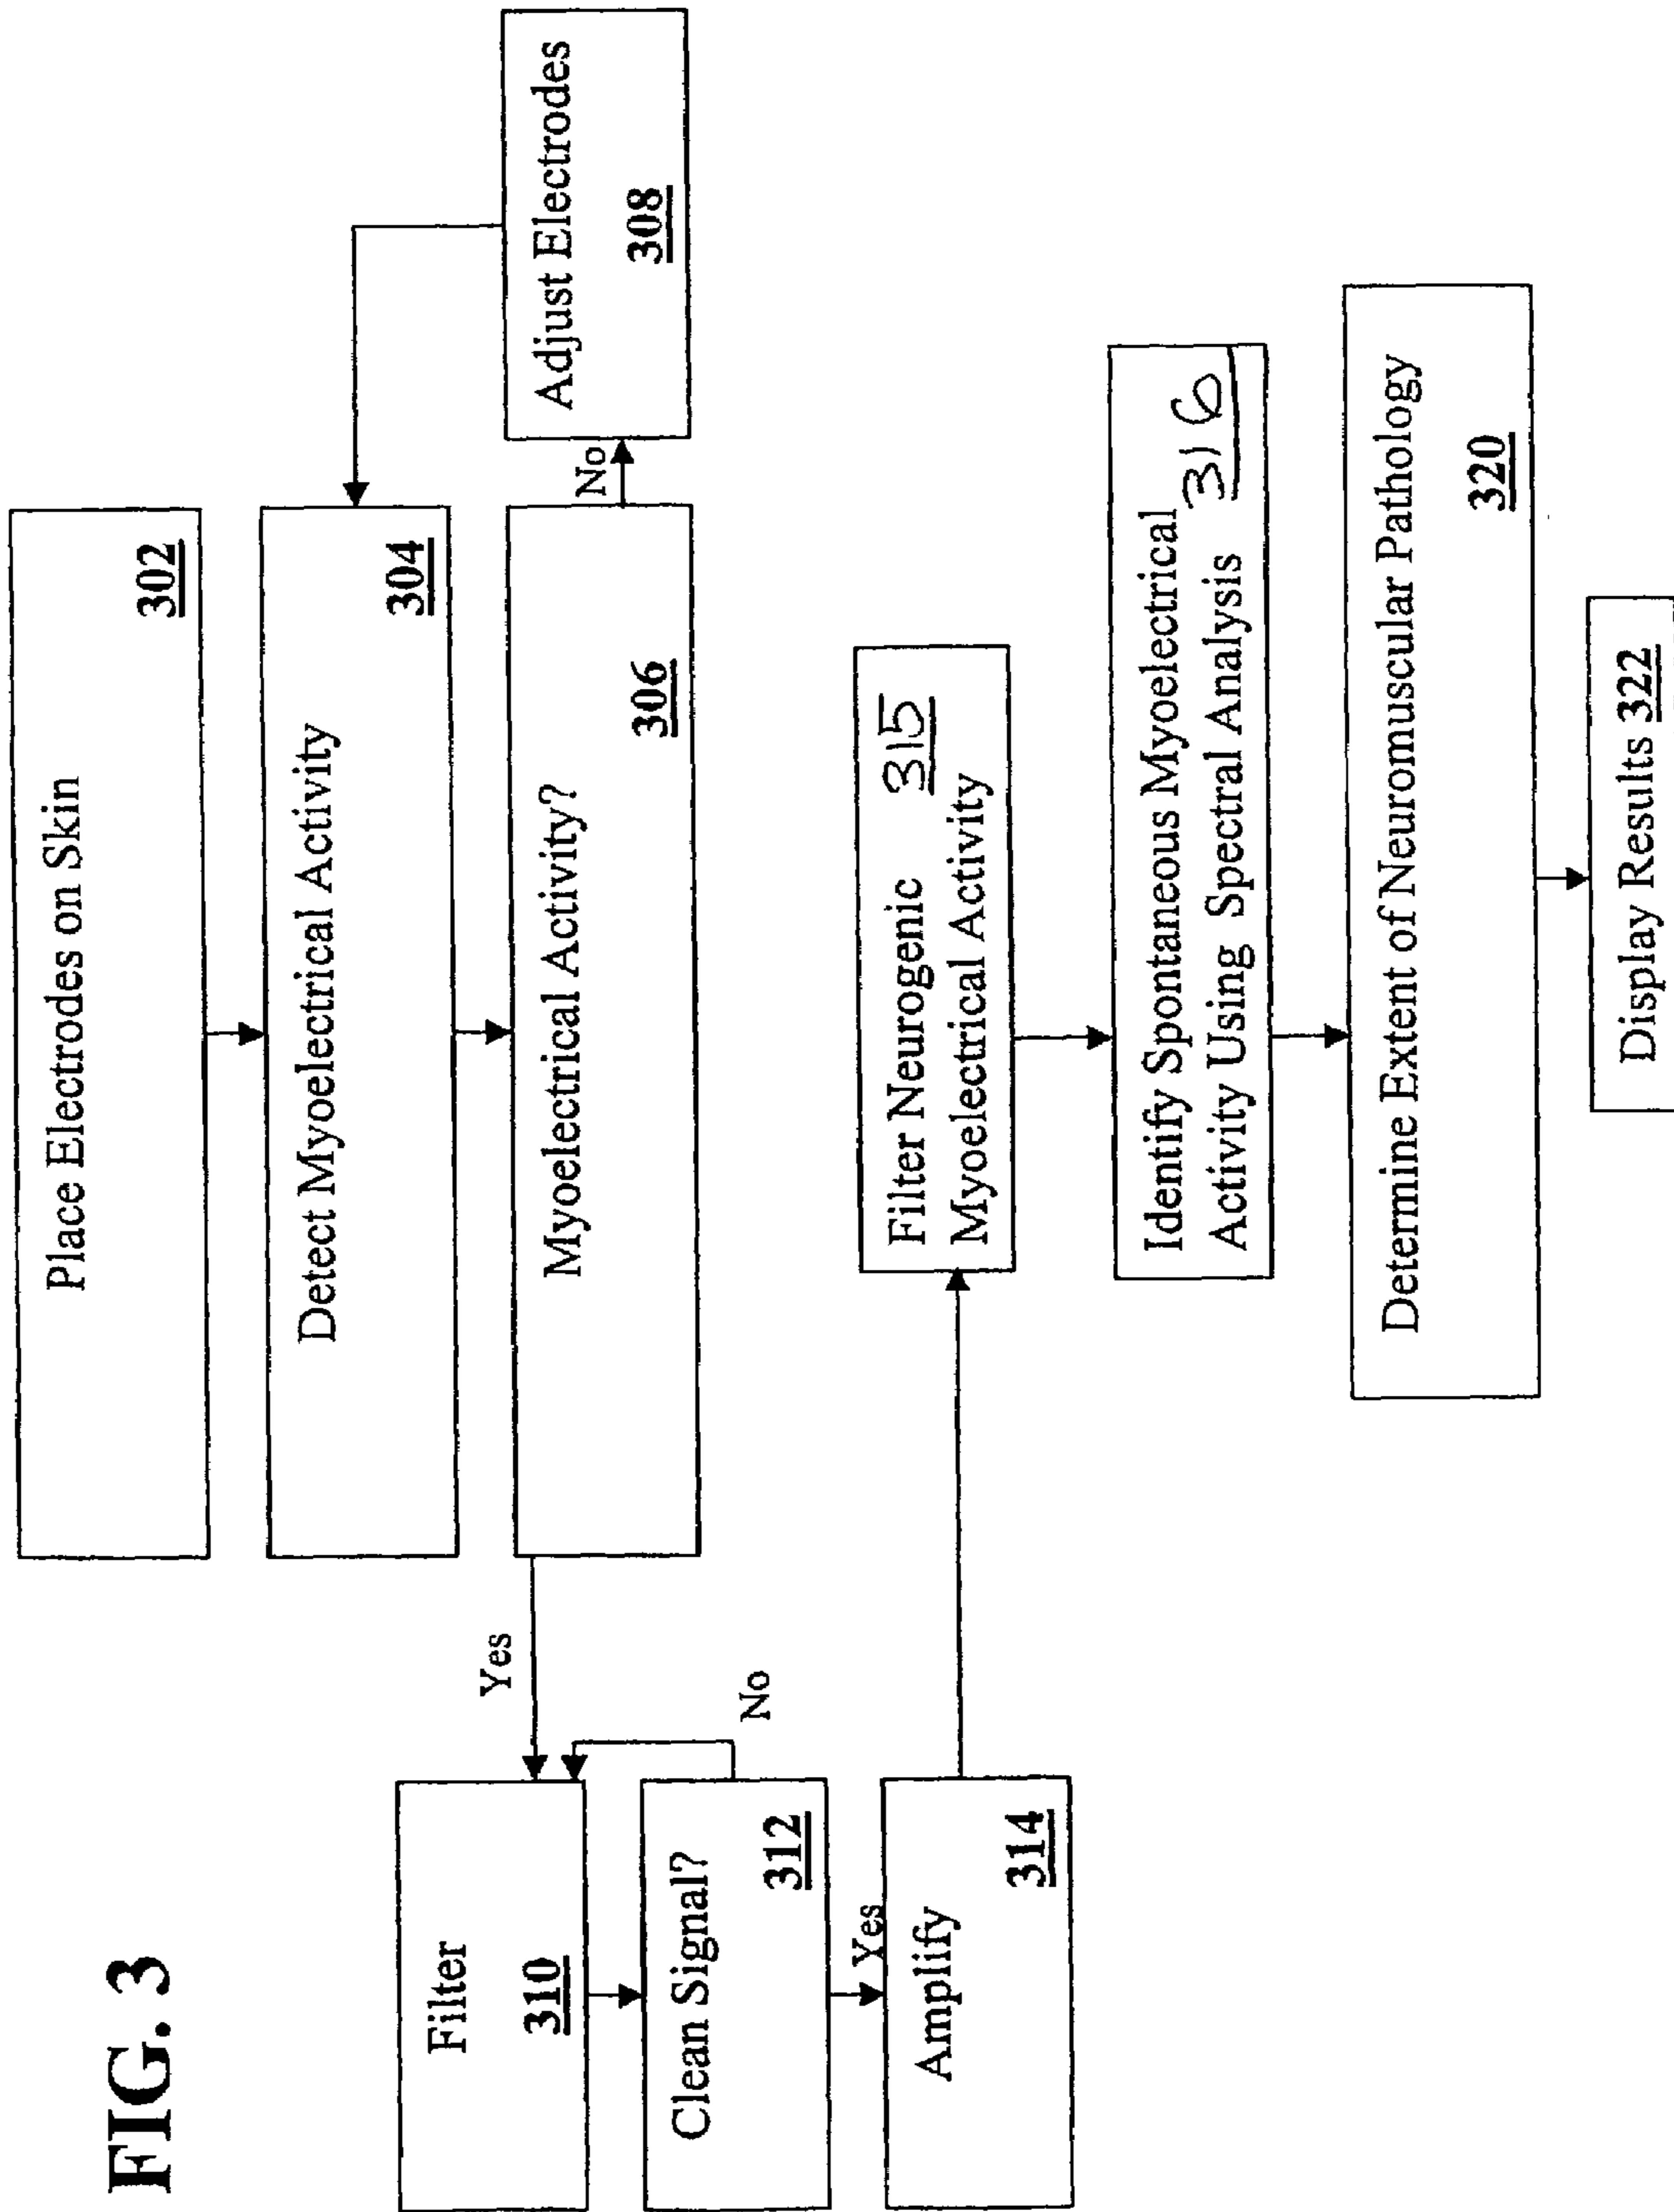 FIG. 3
Place Electrodes on Skin
302
Detect Myoelectrical Activity
304
Myoelectrical Activity?
306
No
Adjust Electrodes
308
Yes
Filter
310
No
Clean Signal?
312
Yes
Amplify
314
Filter Neurogenic 315
Myoelectrical Activity
Identify Spontaneous Myoelectrical
Activity Using Spectral Analysis 316
Determine Extent of Neuromuscular Pathology
320
Display Results 322